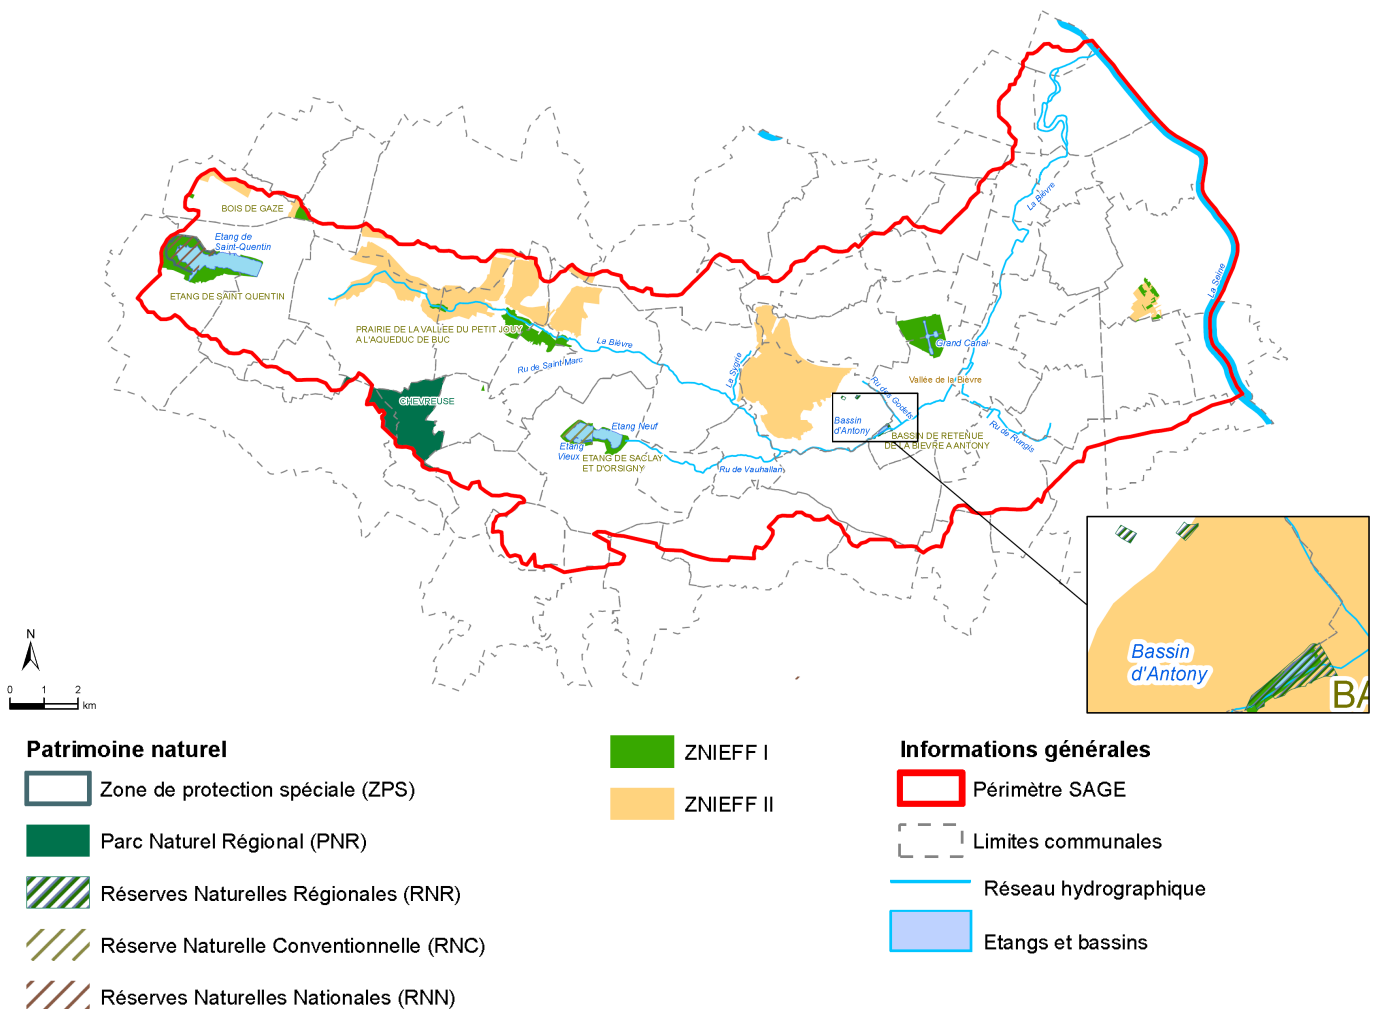 La Bièvre
BOIS DE GAZE
Etang de
Saint-Quentin
La Seine
ETANG DE SAINT QUENTIN
PRAIRIE DE LA VALLEE DU PETIT JOUY
A L'AQUEDUC DE BUC
La Bièvre
Grand Canal
Ru de Saint-Marc
La Sygne
Vallée de la Bièvre
Ru des Godets
CHEVREUSE
Etang Neuf
Bassin
d'Antony
Ru de Rungis
BASSIN DE RETENUE
DE LA BIEVRE A ANTONY
Etang
Vieux
ETANG DE SACLAY
ET D'ORSIGNY
Ru de Vauhallan
Bassin
d'Antony
BA
N
0 1 2
km
Patrimoine naturel
Zone de protection spéciale (ZPS)
Parc Naturel Régional (PNR)
Réserves Naturelles Régionales (RNR)
Réserve Naturelle Conventionnelle (RNC)
Réserves Naturelles Nationales (RNN)
ZNIEFF I
ZNIEFF II
Informations générales
Périmètre SAGE
Limites communales
Réseau hydrographique
Etangs et bassins